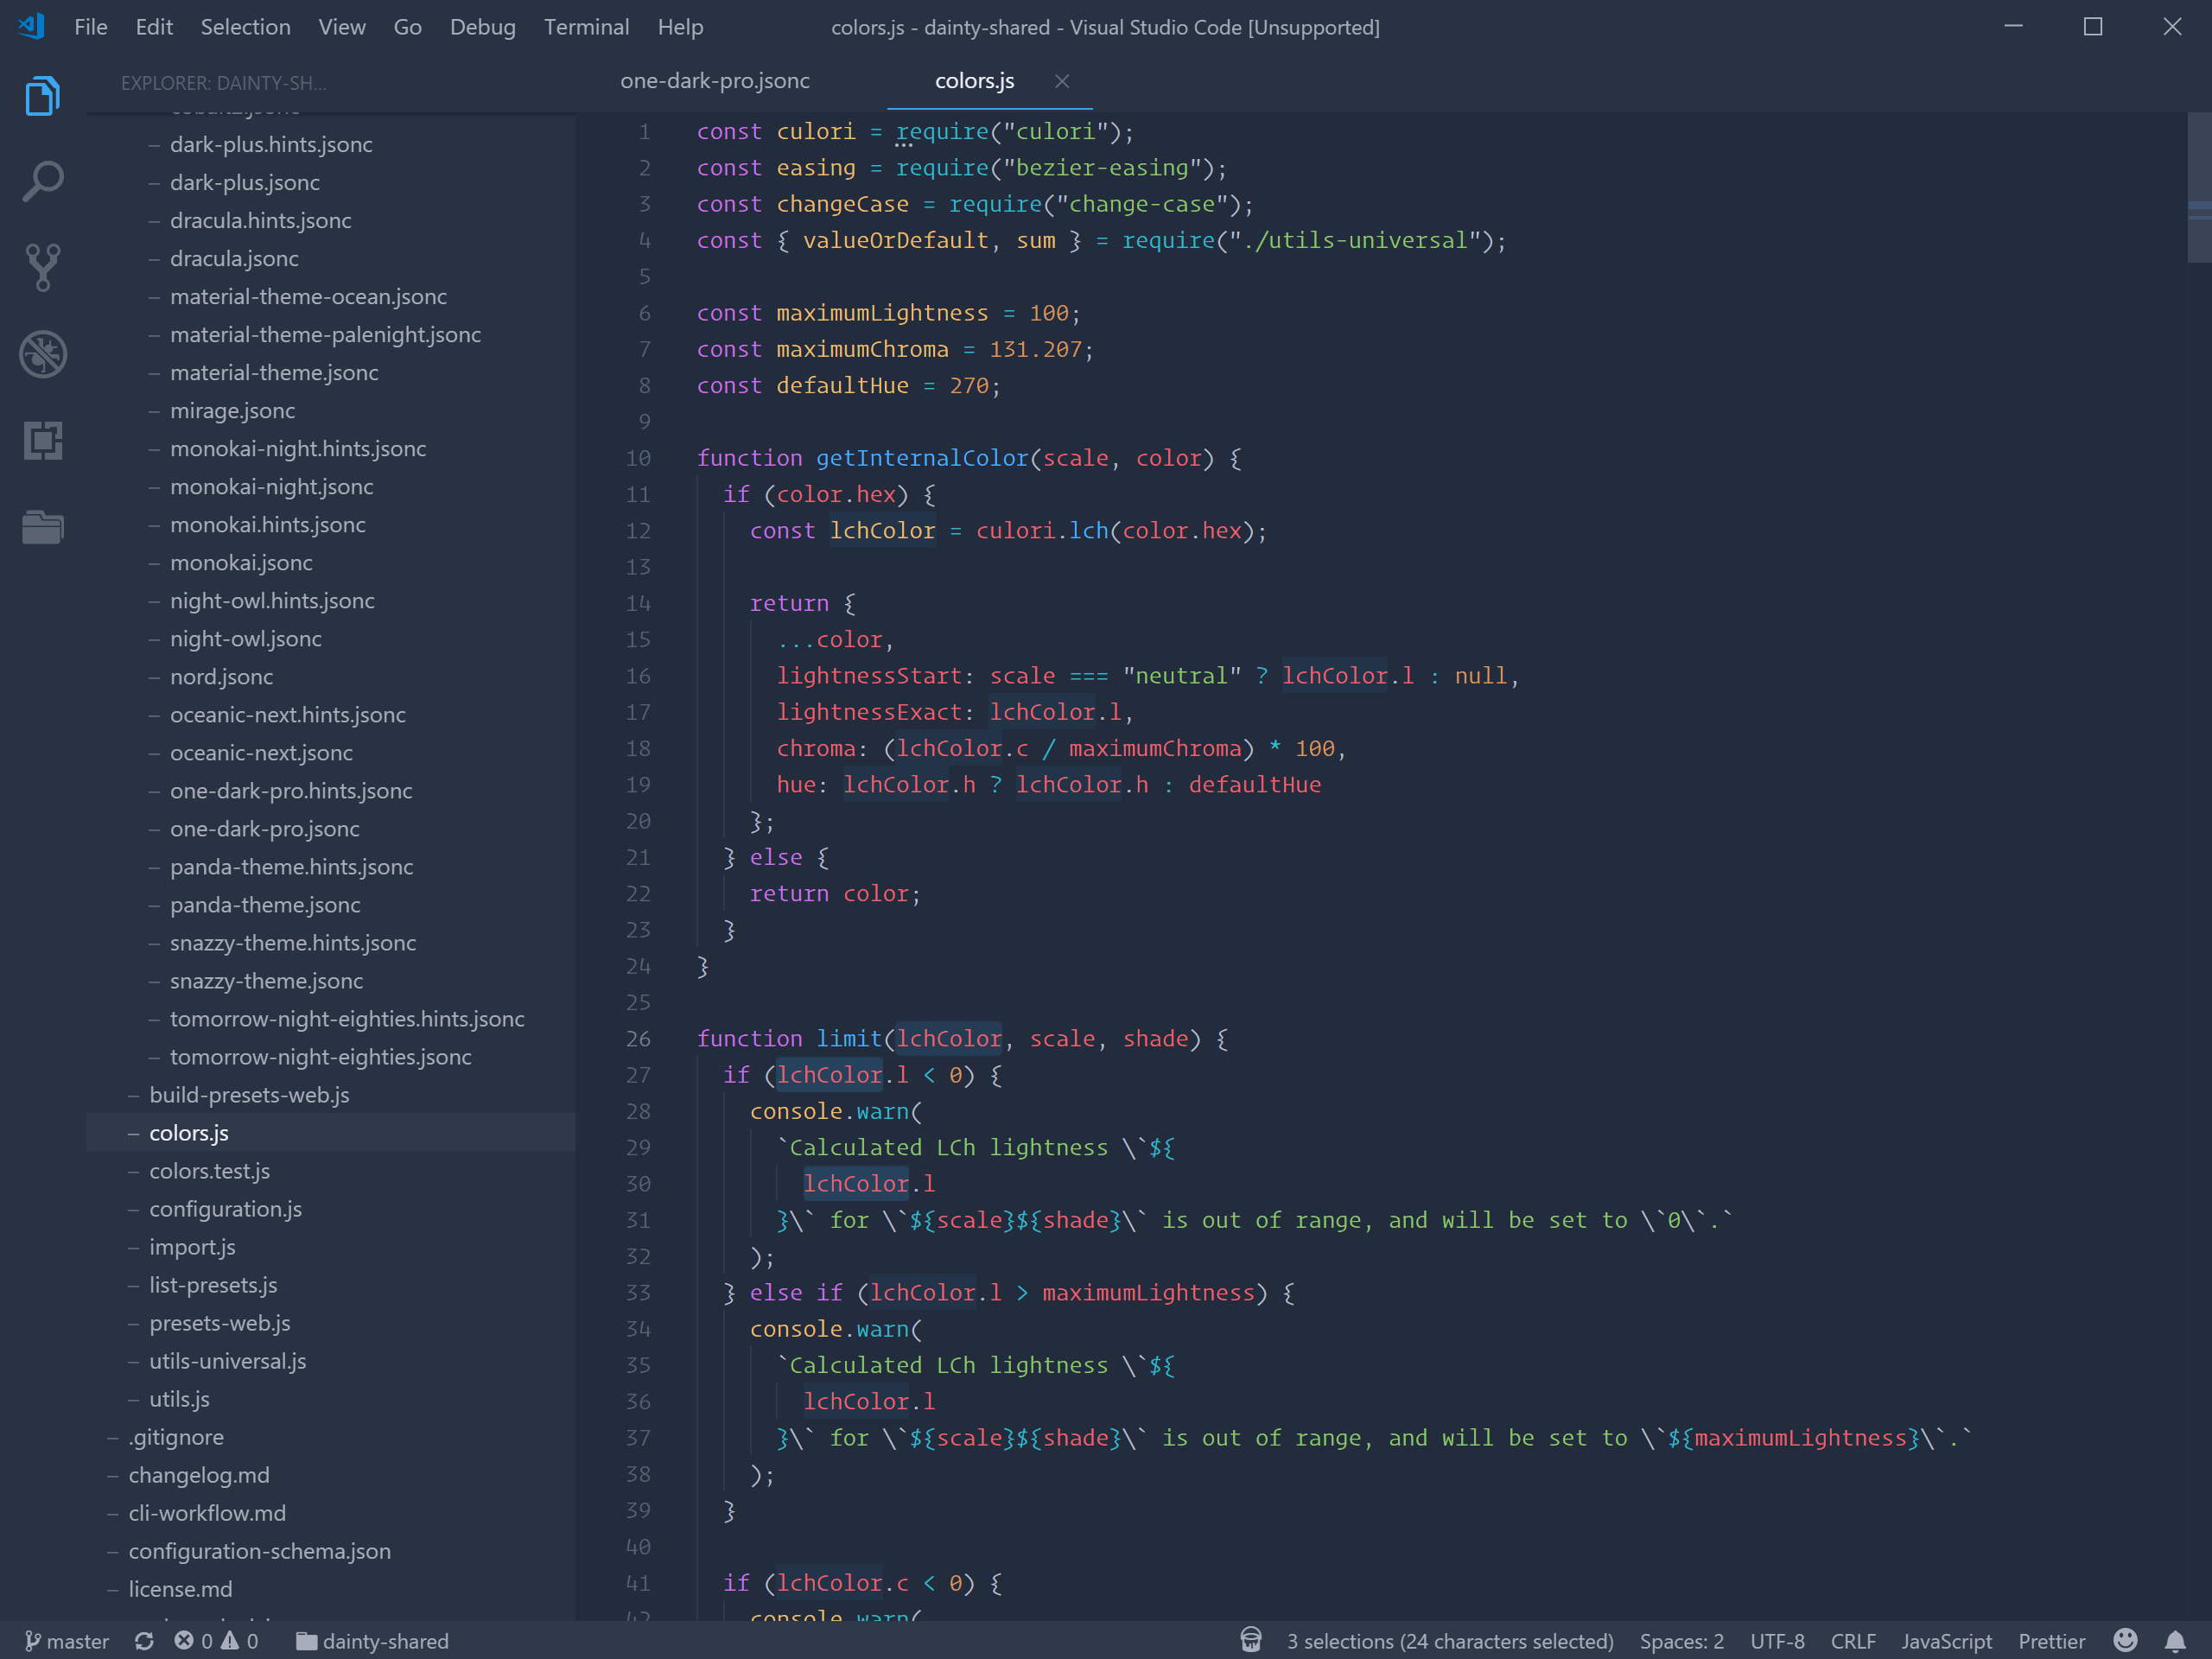 File Edit Selection View Go Debug Terminal Help
colors.js - dainty-shared - Visual Studio Code [Unsupported]
EXPLORER: DAINTY-SH...
dark-plus.hints.jsonc
dark-plus.jsonc
dracula.hints.jsonc
dracula.jsonc
material-theme-ocean.jsonc
material-theme-palenight.jsonc
material-theme.jsonc
mirage.jsonc
monokai-night.hints.jsonc
monokai-night.jsonc
monokai.hints.jsonc
monokai.jsonc
night-owl.hints.jsonc
night-owl.jsonc
nord.jsonc
oceanic-next.hints.jsonc
oceanic-next.jsonc
one-dark-pro.hints.jsonc
one-dark-pro.jsonc
panda-theme.hints.jsonc
panda-theme.jsonc
snazzy-theme.hints.jsonc
snazzy-theme.jsonc
tomorrow-night-eighties.hints.jsonc
tomorrow-night-eighties.jsonc
build-presets-web.js
colors.js
colors.test.js
configuration.js
import.js
list-presets.js
presets-web.js
utils-universal.js
utils.js
.gitignore
changelog.md
cli-workflow.md
configuration-schema.json
license.md
one-dark-pro.jsonc
colors.js
1 const culori = require("culori");
2 const easing = require("bezier-easing");
3 const changeCase = require("change-case");
4 const { valueOrDefault, sum } = require("./utils-universal");
5
6 const maximumLightness = 100;
7 const maximumChroma = 131.207;
8 const defaultHue = 270;
9
10 function getInternalColor(scale, color) {
11   if (color.hex) {
12     const lchColor = culori.lch(color.hex);
13
14     return {
15       ...color,
16       lightnessStart: scale === "neutral" ? lchColor.l : null,
17       lightnessExact: lchColor.l,
18       chroma: (lchColor.c / maximumChroma) * 100,
19       hue: lchColor.h ? lchColor.h : defaultHue
20     };
21   } else {
22     return color;
23   }
24 }
25
26 function limit(lchColor, scale, shade) {
27   if (lchColor.l < 0) {
28     console.warn(
29       `Calculated LCh lightness \`${
30         lchColor.l
31       }\` for \`${scale}${shade}\` is out of range, and will be set to \`0\`.`
32     );
33   } else if (lchColor.l > maximumLightness) {
34     console.warn(
35       `Calculated LCh lightness \`${
36         lchColor.l
37       }\` for \`${scale}${shade}\` is out of range, and will be set to \`${maximumLightness}\`.`
38     );
39   }
40
41   if (lchColor.c < 0) {
42     console.warn(
master 0 0 dainty-shared
3 selections (24 characters selected) Spaces: 2 UTF-8 CRLF JavaScript Prettier